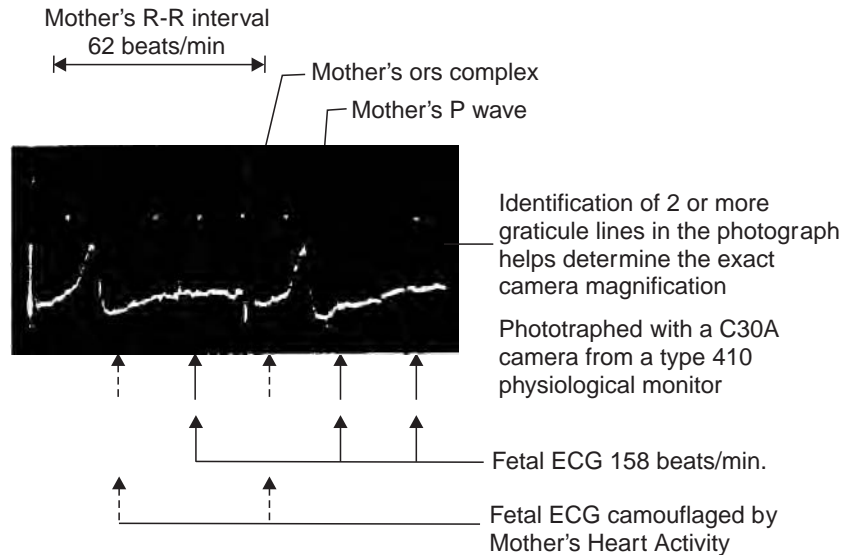 Mother's R-R interval
62 beats/min
Mother's ors complex
Mother's P wave
Identification of 2 or more
graticule lines in the photograph
helps determine the exact
camera magnification
Phototraphed with a C30A
camera from a type 410
physiological monitor
Fetal ECG 158 beats/min.
Fetal ECG camouflaged by
Mother's Heart Activity